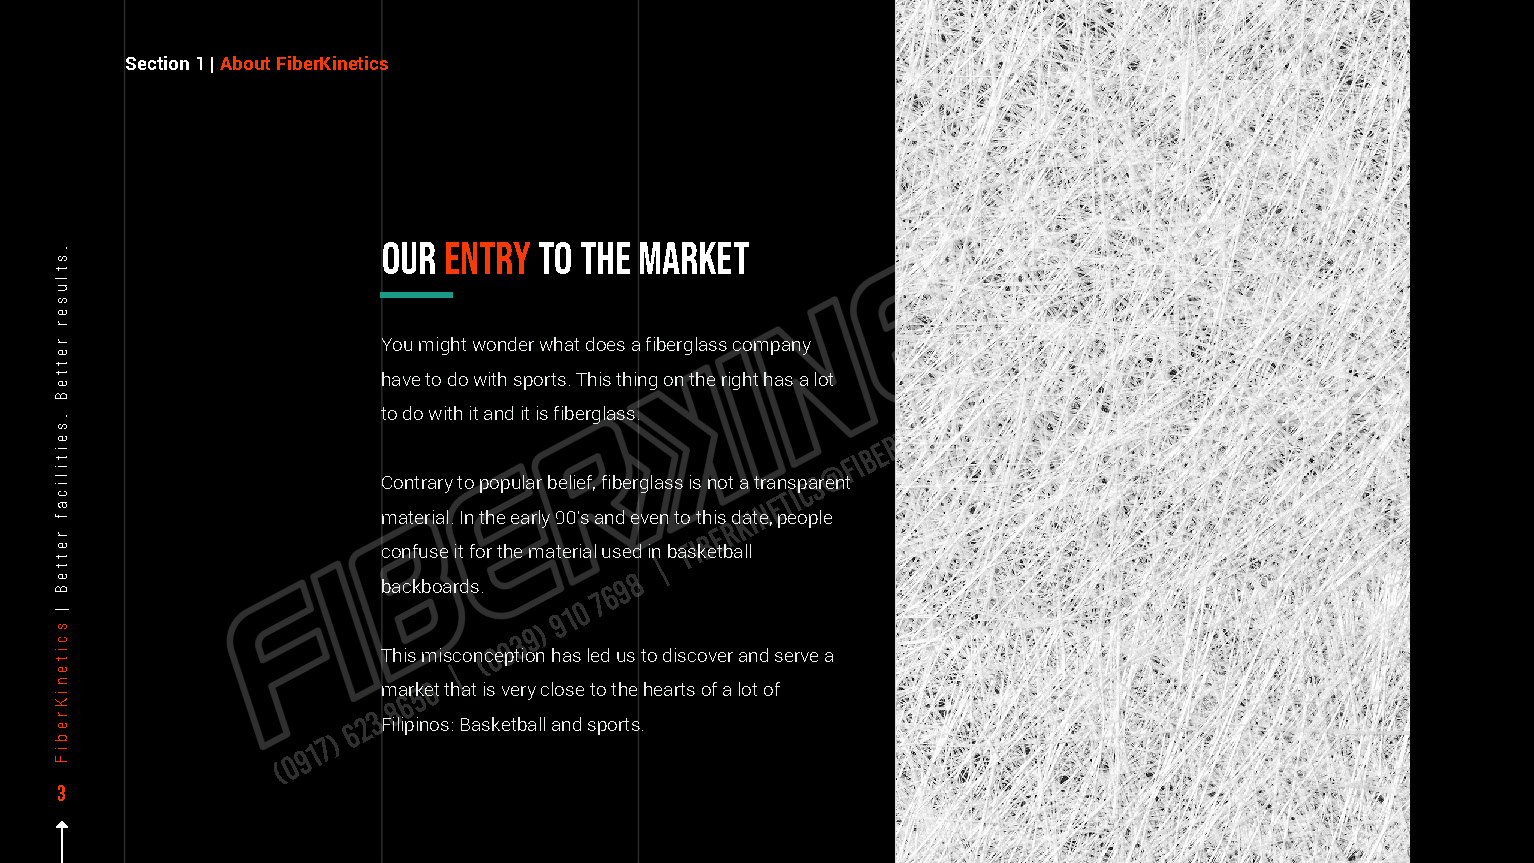 Section 1 | About FiberKinetics
OUR ENTRY TO THE MARKET
You might wonder what does a fiberglass company
have to do with sports. This thing on the right has a lot
to do with it and it is fiberglass.
Contrary to popular belief, fiberglass is not a transparent
material. In the early 90's and even to this date, people
confuse it for the material used in basketball
backboards.
This misconception has led us to discover and serve a
market that is very close to the hearts of a lot of
Filipinos: Basketball and sports.
FiberKinetics | Better facilities. Better results.
3
FIBERKIN
(0917) 623 8658 | (0939) 910 7698 | FIBERKINETICS@FIBER